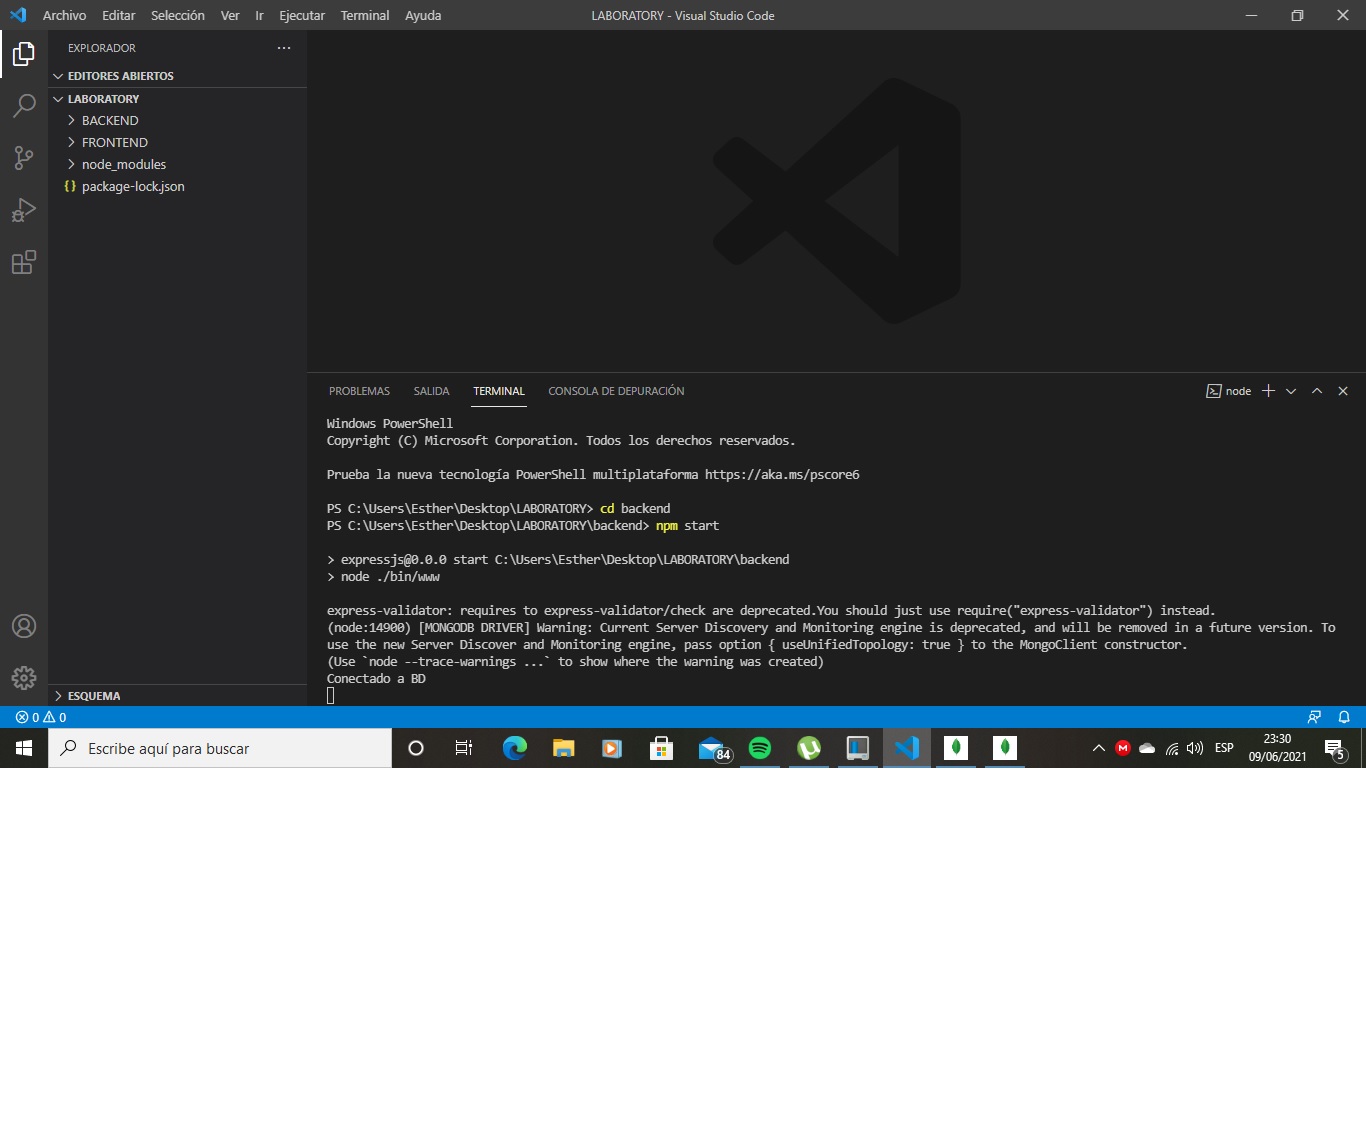 Archivo Editar Selección Ver Ir Ejecutar Terminal Ayuda
LABORATORY - Visual Studio Code
EXPLORADOR
EDITORES ABIERTOS
LABORATORY
BACKEND
FRONTEND
node_modules
{} package-lock.json
ESQUEMA
PROBLEMAS SALIDA TERMINAL CONSOLA DE DEPURACIÓN
node
Windows PowerShell
Copyright (C) Microsoft Corporation. Todos los derechos reservados.
Prueba la nueva tecnología PowerShell multiplataforma https://aka.ms/pscore6
PS C:\Users\Esther\Desktop\LABORATORY> cd backend
PS C:\Users\Esther\Desktop\LABORATORY\backend> npm start
> expressjs@0.0.0 start C:\Users\Esther\Desktop\LABORATORY\backend
> node ./bin/www
express-validator: requires to express-validator/check are deprecated.You should just use require("express-validator") instead.
(node:14900) [MONGODB DRIVER] Warning: Current Server Discovery and Monitoring engine is deprecated, and will be removed in a future version. To
use the new Server Discover and Monitoring engine, pass option { useUnifiedTopology: true } to the MongoClient constructor.
(Use `node --trace-warnings ...` to show where the warning was created)
Conectado a BD
0 0
Escribe aquí para buscar
84
M
ESP
23:30
09/06/2021
5